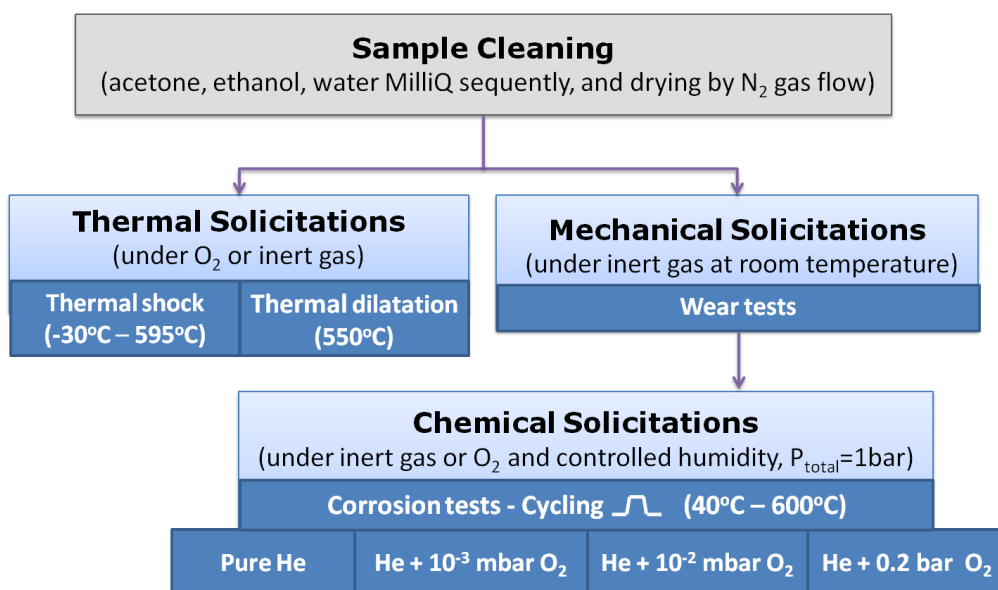 Sample Cleaning
(acetone, ethanol, water MilliQ sequently, and drying by N₂ gas flow)
Thermal Solicitations
(under O₂ or inert gas)
Thermal shock
(-30ºC – 595ºC)
Thermal dilatation
(550ºC)
Mechanical Solicitations
(under inert gas at room temperature)
Wear tests
Chemical Solicitations
(under inert gas or O₂ and controlled humidity, Pₜₒₜₐₗ=1bar)
Corrosion tests - Cycling (40ºC – 600ºC)
Pure He
He + 10⁻³ mbar O₂
He + 10⁻² mbar O₂
He + 0.2 bar O₂